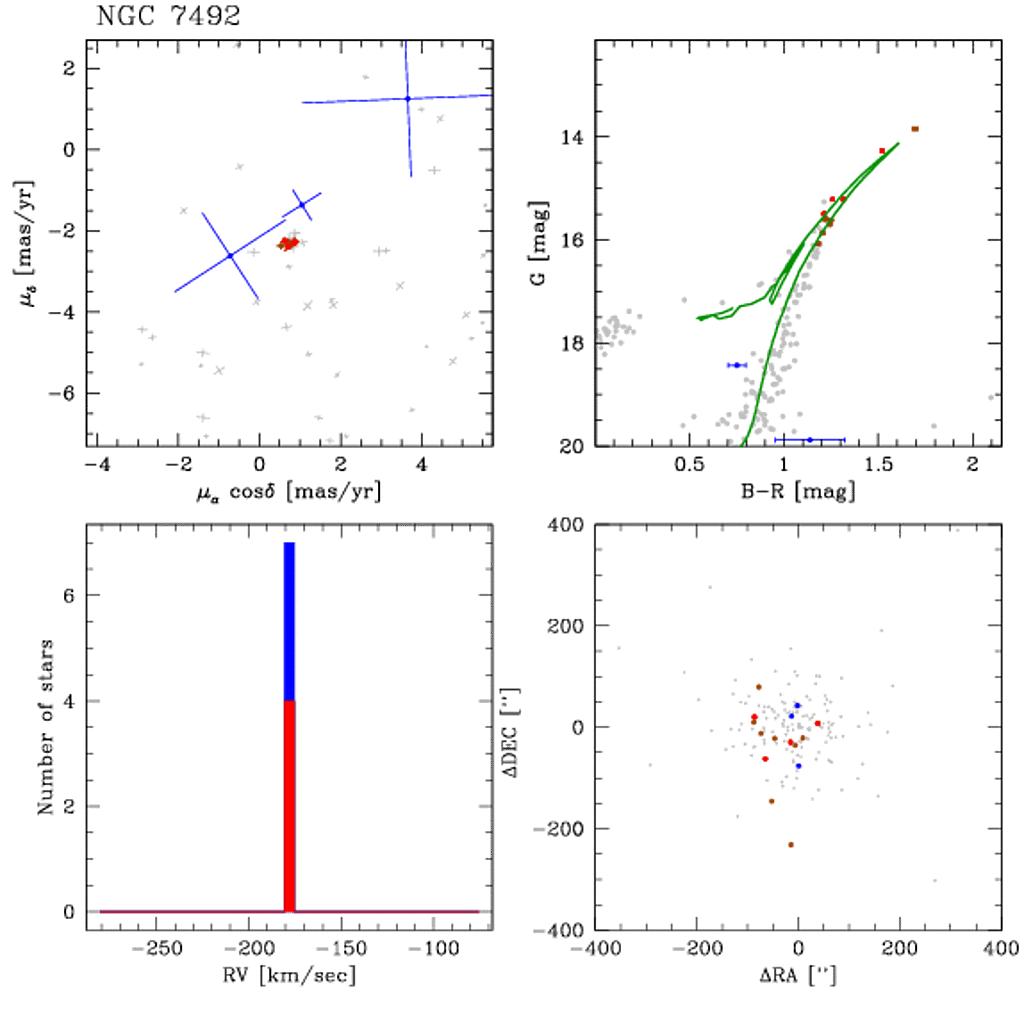 NGC 7492
2
0
−2
−4
−6
μδ [mas/yr]
−4 −2 0 2 4
μα cosδ [mas/yr]
14
16
18
20
G [mag]
0.5 1 1.5 2
B−R [mag]
6
4
2
0
Number of stars
−250 −200 −150 −100
RV [km/sec]
400
200
0
−200
−400
ΔDEC [″]
−400 −200 0 200 400
ΔRA [″]